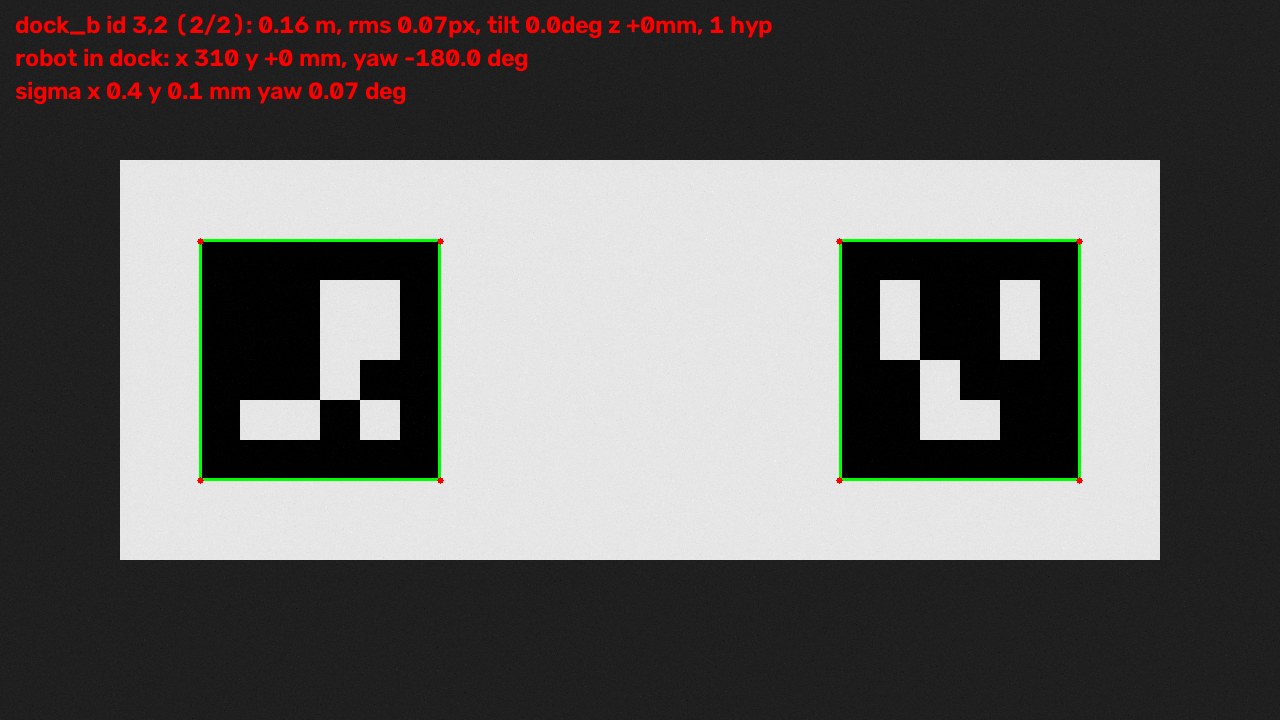 dock_b id 3,2 (2/2): 0.16 m, rms 0.07px, tilt 0.0deg z +0mm, 1 hyp
robot in dock: x 310 y +0 mm, yaw -180.0 deg
sigma x 0.4 y 0.1 mm yaw 0.07 deg